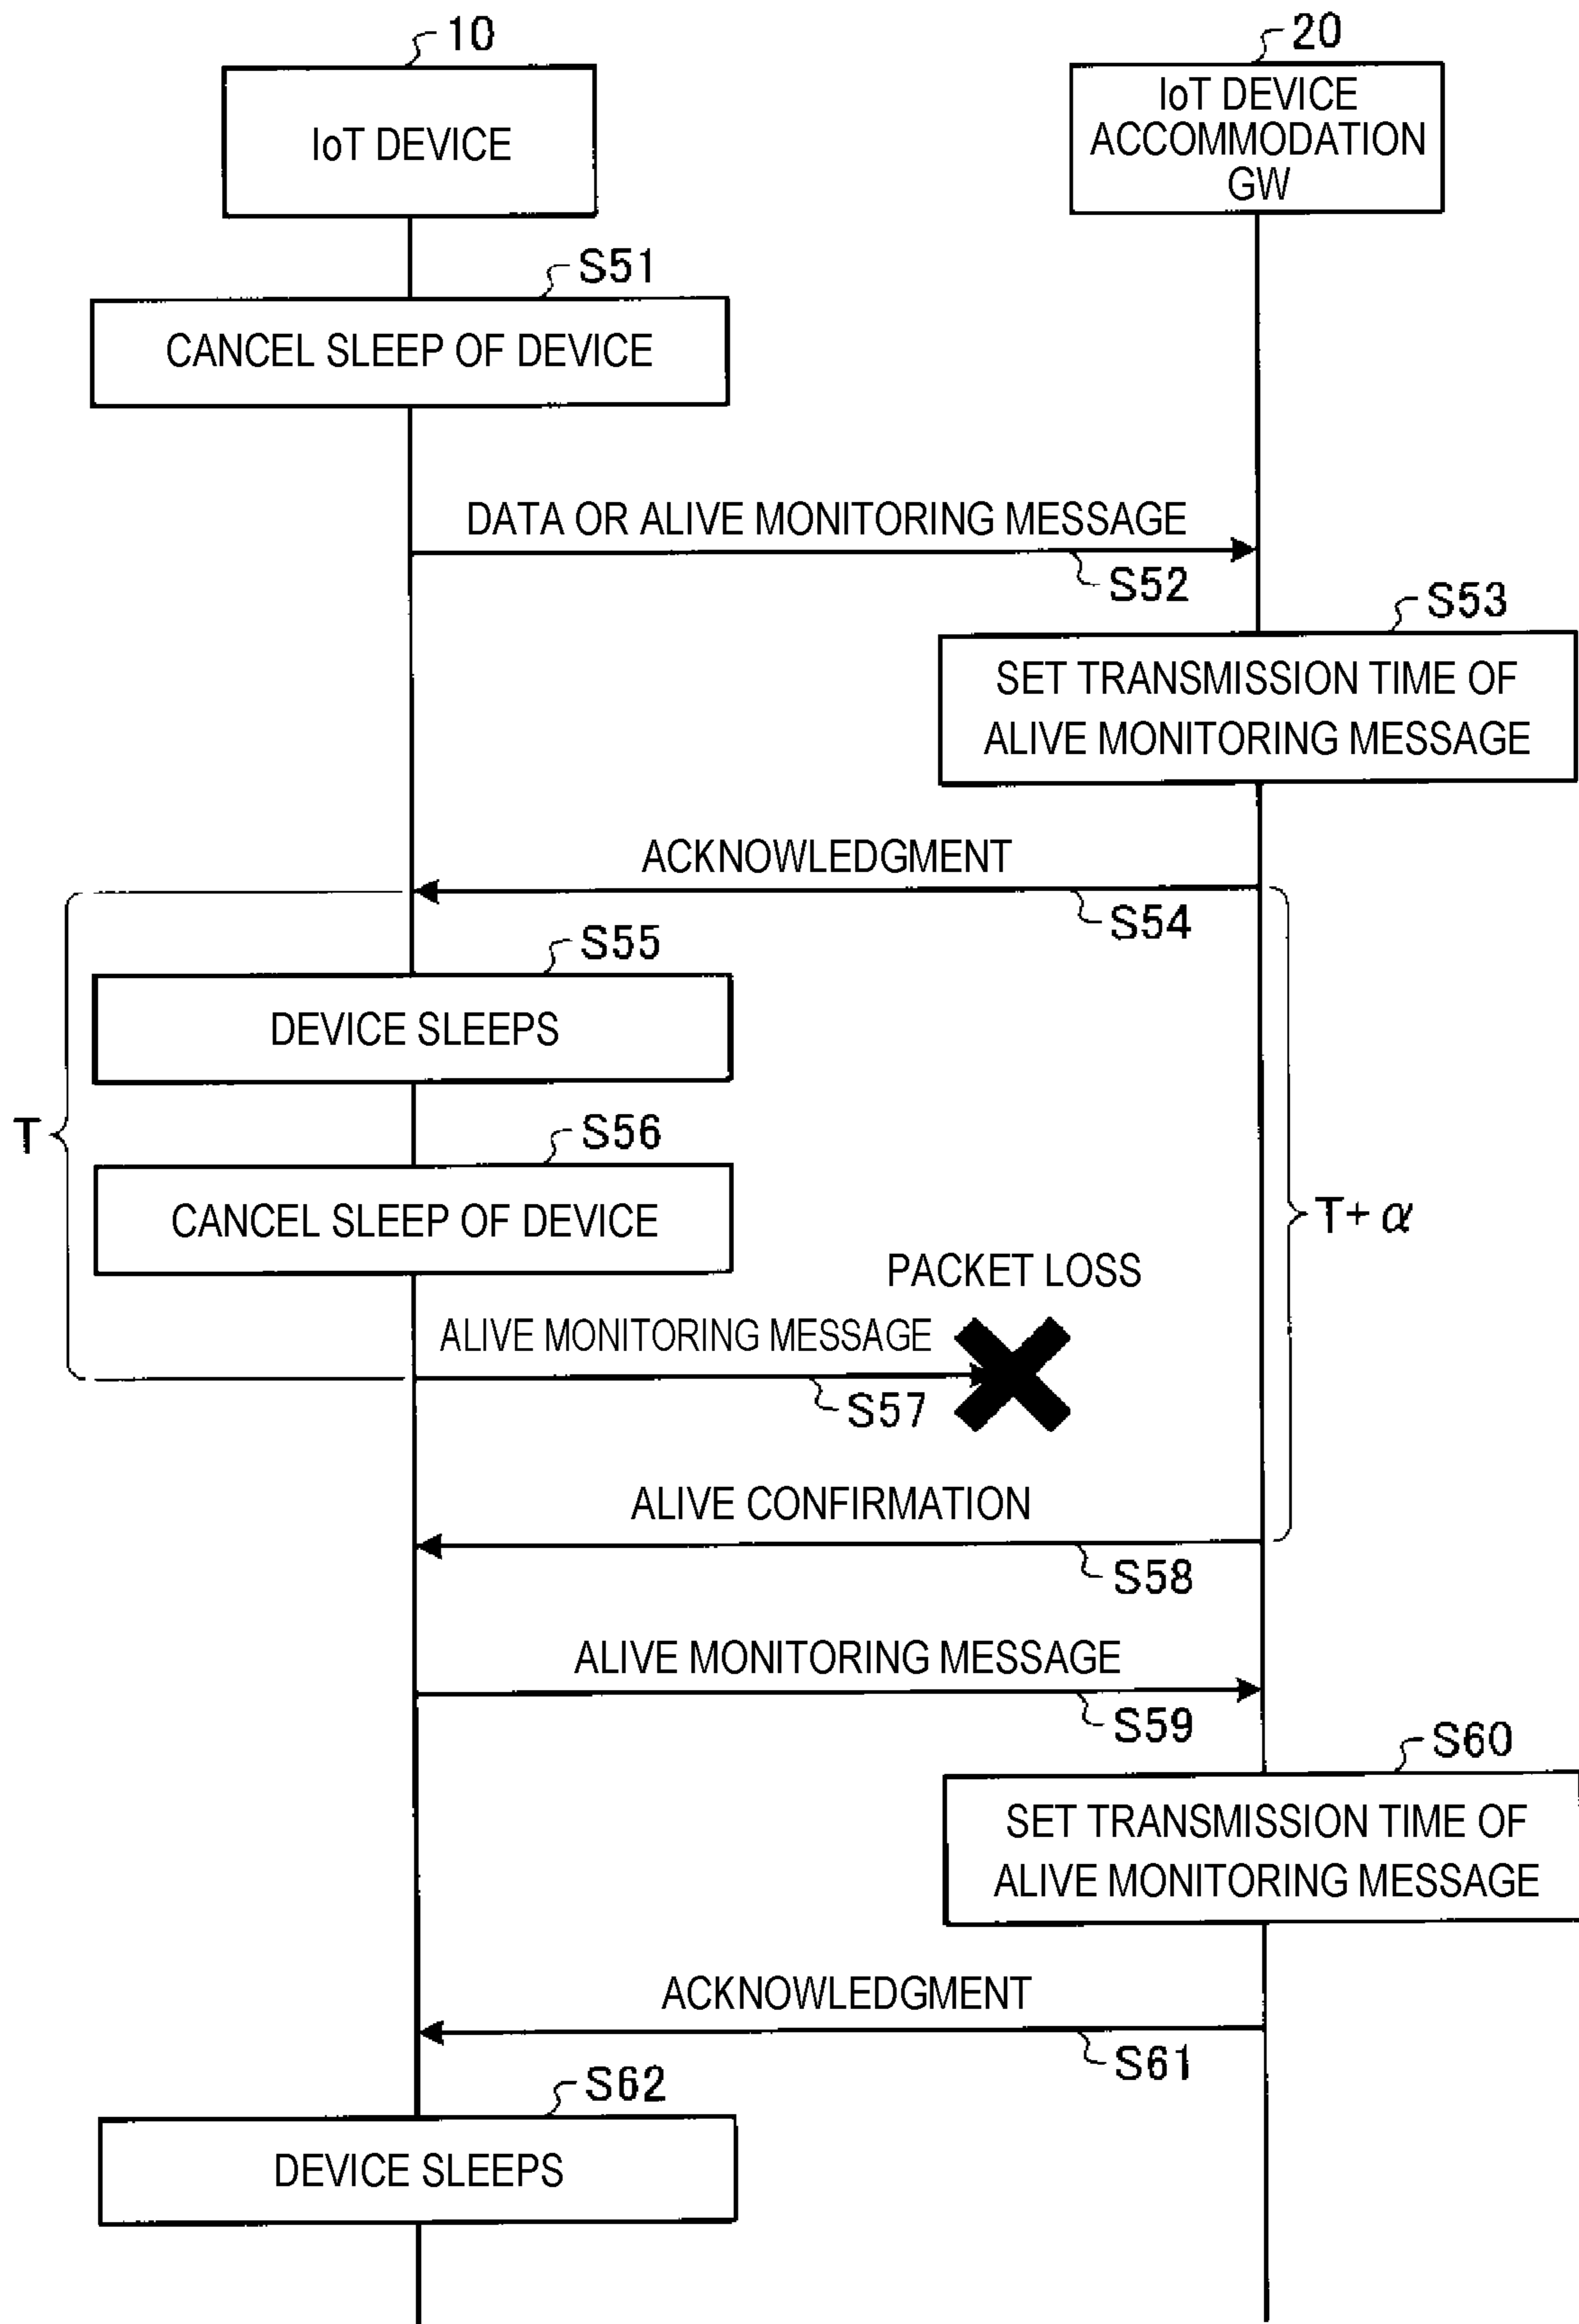 10
20
IoT DEVICE
IoT DEVICE
ACCOMMODATION
GW
S51
CANCEL SLEEP OF DEVICE
DATA OR ALIVE MONITORING MESSAGE
S52
S53
SET TRANSMISSION TIME OF
ALIVE MONITORING MESSAGE
ACKNOWLEDGMENT
S54
S55
DEVICE SLEEPS
T
S56
CANCEL SLEEP OF DEVICE
T+α
PACKET LOSS
ALIVE MONITORING MESSAGE
S57
ALIVE CONFIRMATION
S58
ALIVE MONITORING MESSAGE
S59
S60
SET TRANSMISSION TIME OF
ALIVE MONITORING MESSAGE
ACKNOWLEDGMENT
S61
S62
DEVICE SLEEPS